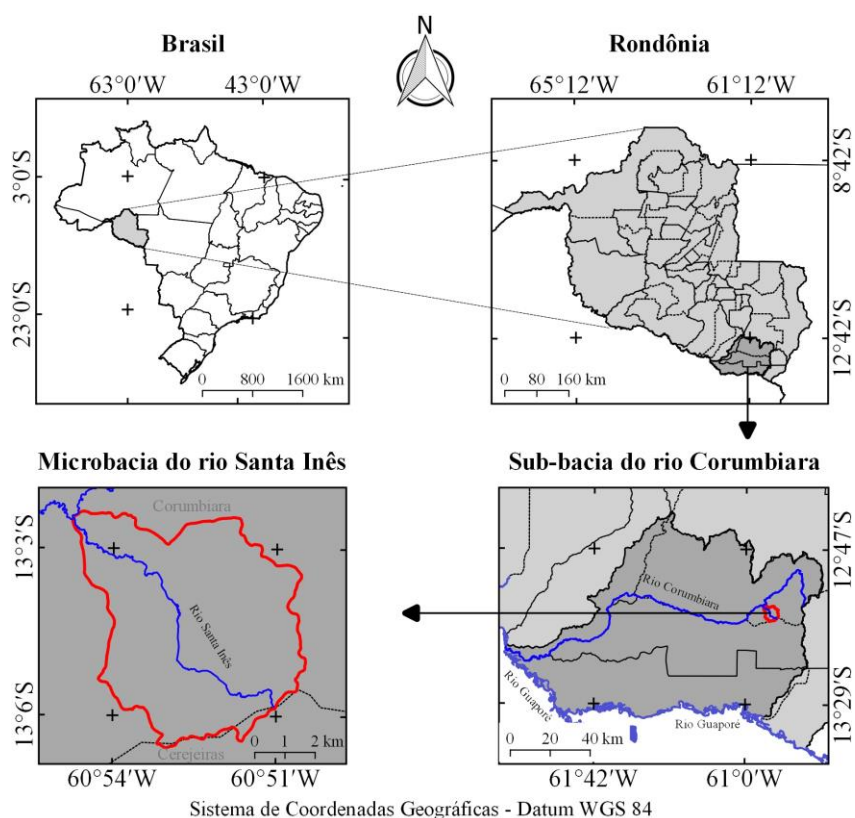 Brasil
N
Rondônia
63°0'W 43°0'W
65°12'W 61°12'W
3°0'S
23°0'S
8°42'S
12°42'S
0 800 1600 km
0 80 160 km
Microbacia do rio Santa Inês
Sub-bacia do rio Corumbiara
Corumbiara
13°3'S
13°6'S
Rio Santa Inês
Cerejeiras
0 1 2 km
60°54'W 60°51'W
12°47'S
13°29'S
Rio Corumbiara
Rio Guaporé
Rio Guaporé
0 20 40 km
61°42'W 61°0'W
Sistema de Coordenadas Geográficas - Datum WGS 84